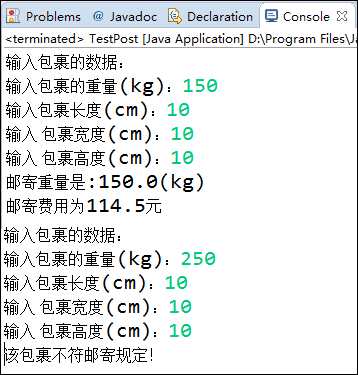 Problems @ Javadoc Declaration Console
<terminated> TestPost [Java Application] D:\Program Files\Ja
输入包裹的数据:
输入包裹的重量(kg): 150
输入包裹长度(cm): 10
输入 包裹宽度(cm): 10
输入 包裹高度(cm): 10
邮寄重量是:150.0(kg)
邮寄费用为114.5元
输入包裹的数据:
输入包裹的重量(kg): 250
输入包裹长度(cm): 10
输入 包裹宽度(cm): 10
输入 包裹高度(cm): 10
该包裹不符邮寄规定!